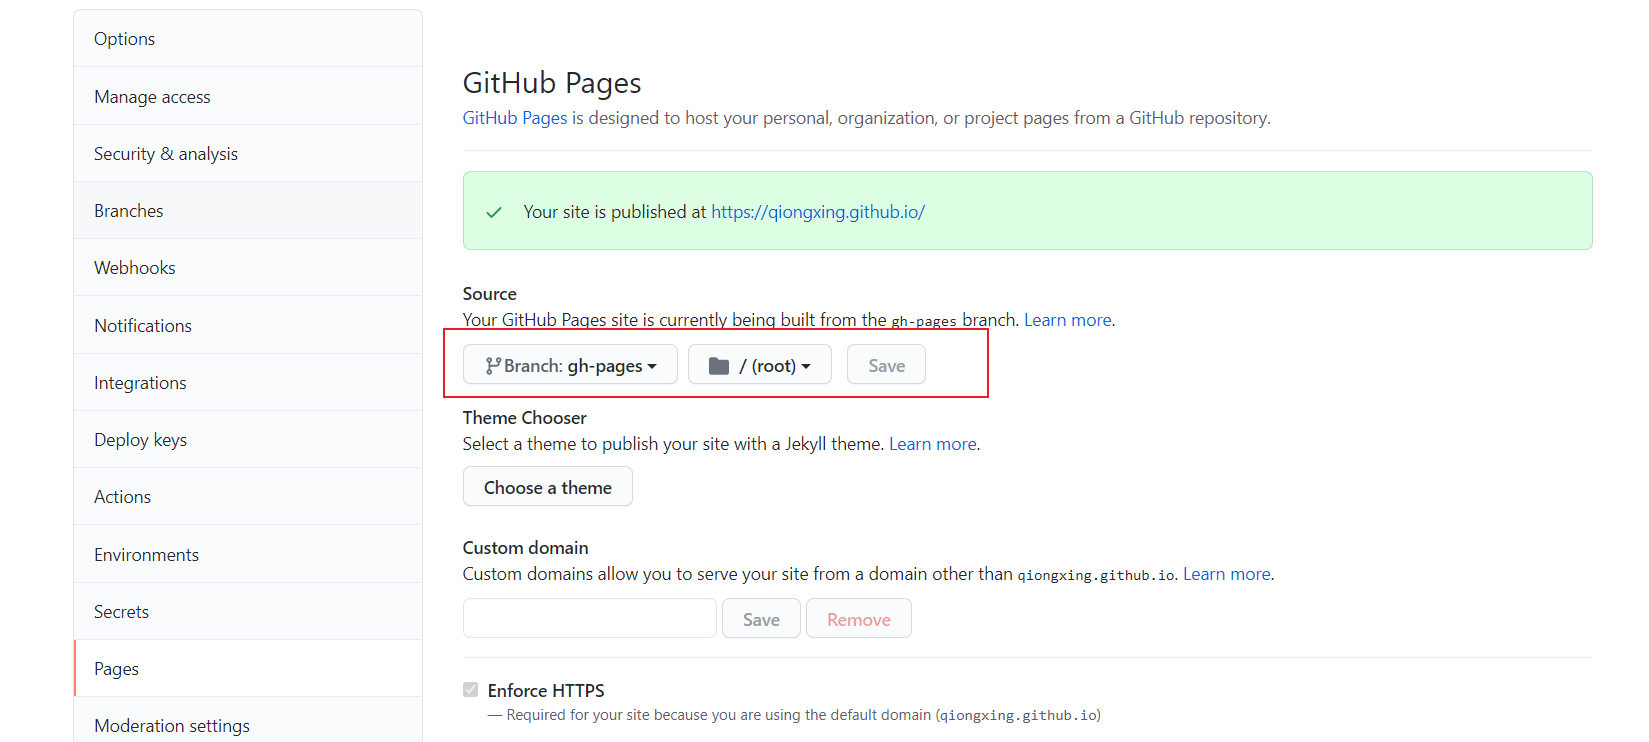 Options
Manage access
Security & analysis
Branches
Webhooks
Notifications
Integrations
Deploy keys
Actions
Environments
Secrets
Pages
Moderation settings
GitHub Pages
GitHub Pages is designed to host your personal, organization, or project pages from a GitHub repository.
Your site is published at https://qiongxing.github.io/
Source
Your GitHub Pages site is currently being built from the gh-pages branch. Learn more.
Branch: gh-pages / (root) Save
Theme Chooser
Select a theme to publish your site with a Jekyll theme. Learn more.
Choose a theme
Custom domain
Custom domains allow you to serve your site from a domain other than qiongxing.github.io. Learn more.
Save Remove
Enforce HTTPS
— Required for your site because you are using the default domain (qiongxing.github.io)